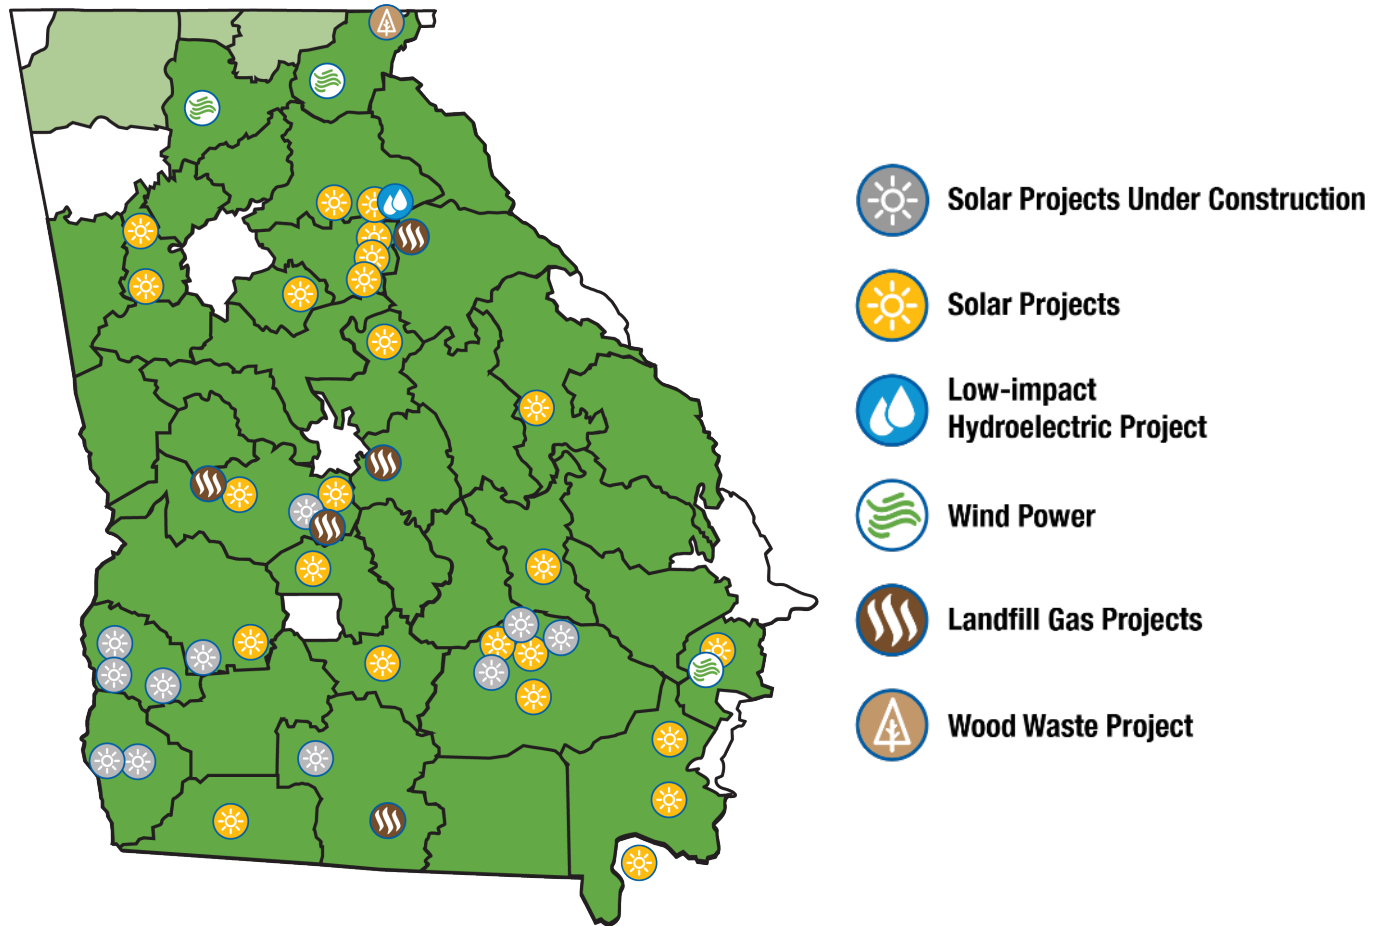 Solar Projects Under Construction
Solar Projects
Low-impact
Hydroelectric Project
Wind Power
Landfill Gas Projects
Wood Waste Project